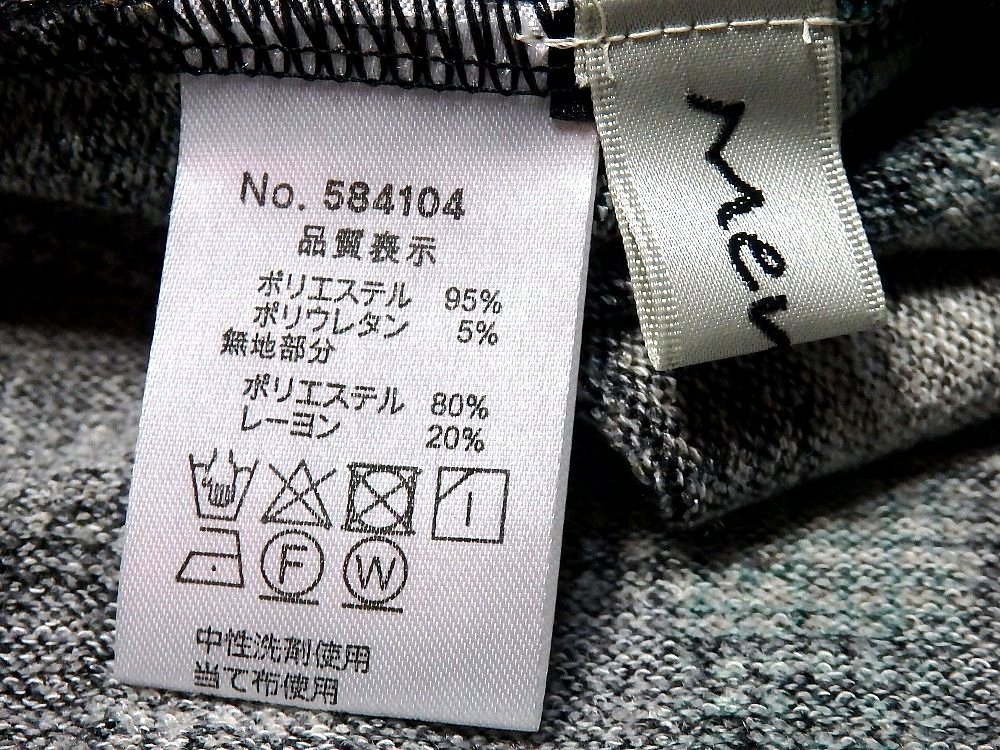 No. 584104
品質表示
ポリエステル 95%
ポリウレタン 5%
無地部分
ポリエステル 80%
レーヨン 20%
F W
中性洗剤使用
当て布使用